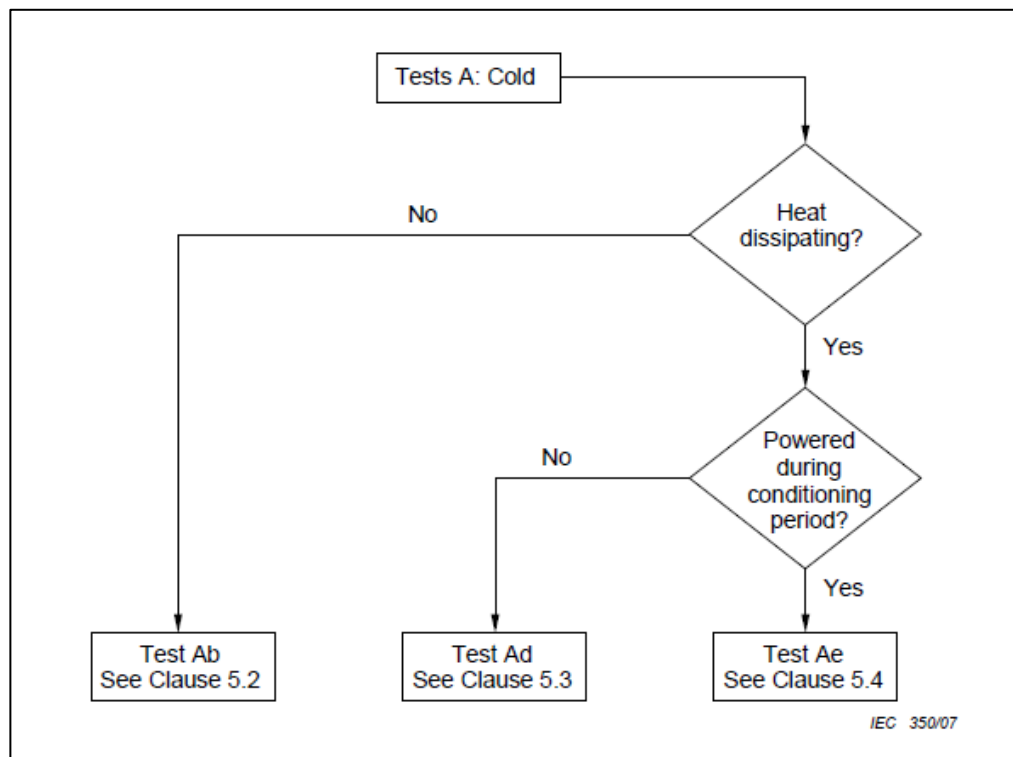 Tests A: Cold
Heat
dissipating?
No
Yes
Powered
during
conditioning
period?
No
Yes
Test Ab
See Clause 5.2
Test Ad
See Clause 5.3
Test Ae
See Clause 5.4
IEC 350/07